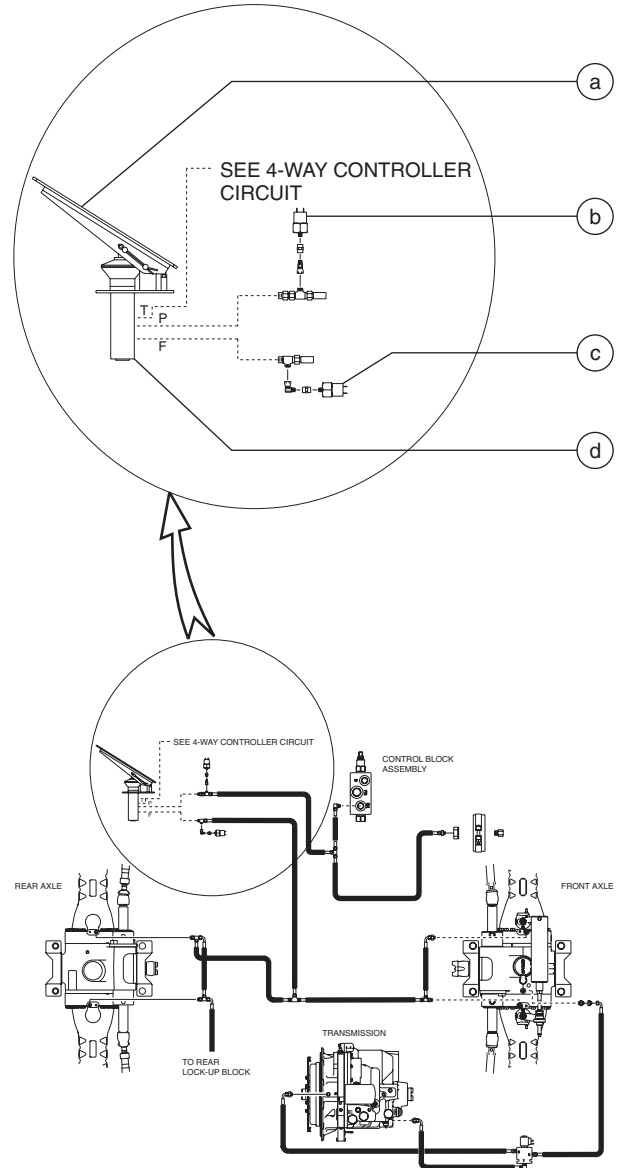 a
SEE 4-WAY CONTROLLER
CIRCUIT
b
T
P
F
c
d
SEE 4-WAY CONTROLLER CIRCUIT
T
P
F
CONTROL BLOCK
ASSEMBLY
REAR AXLE
FRONT AXLE
TRANSMISSION
TO REAR
LOCK-UP BLOCK